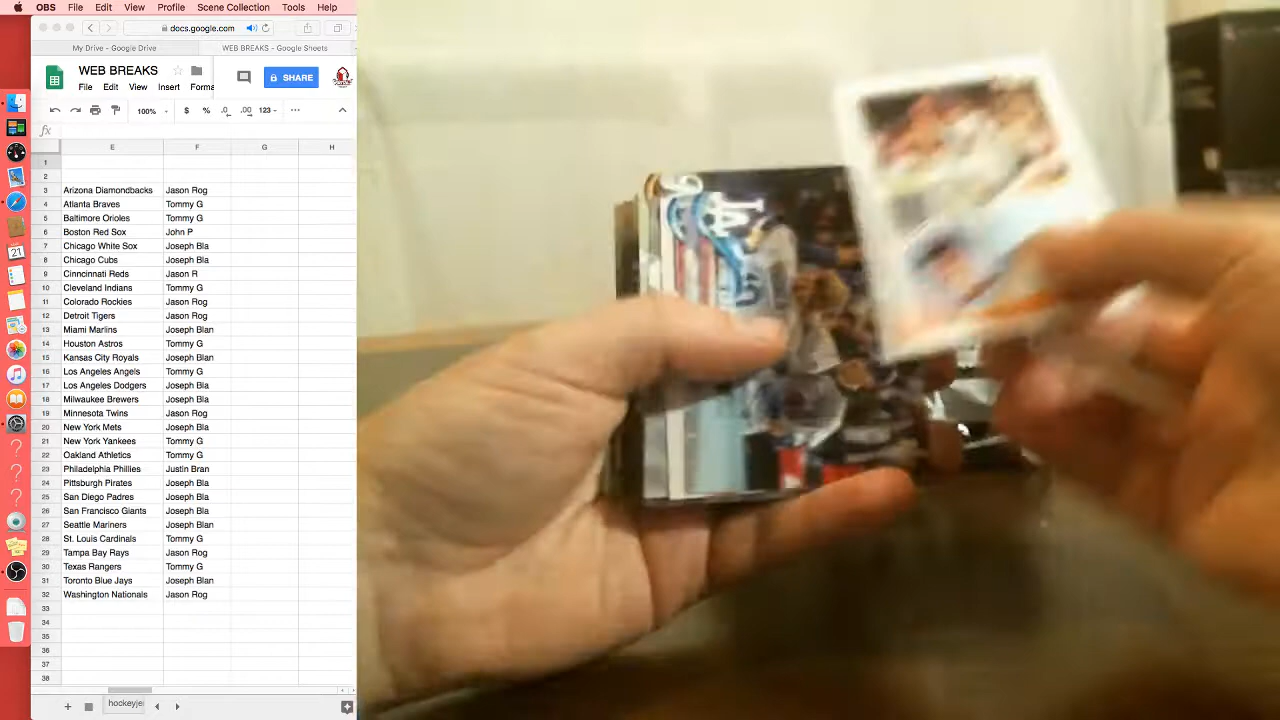 OBS File Edit View Profile Scene Collection Tools Help
docs.google.com
My Drive - Google Drive WEB BREAKS - Google Sheets
WEB BREAKS
SHARE
File Edit View Insert Forma
100% $ % .0 .00 123 ...
fx
E F G H
1
2
3 Arizona Diamondbacks Jason Rog
4 Atlanta Braves Tommy G
5 Baltimore Orioles Tommy G
6 Boston Red Sox John P
7 Chicago White Sox Joseph Bla
8 Chicago Cubs Joseph Bla
9 Cinncinnati Reds Jason R
10 Cleveland Indians Tommy G
11 Colorado Rockies Jason Rog
12 Detroit Tigers Jason Rog
13 Miami Marlins Joseph Blan
14 Houston Astros Tommy G
15 Kansas City Royals Joseph Blan
16 Los Angeles Angels Tommy G
17 Los Angeles Dodgers Joseph Bla
18 Milwaukee Brewers Joseph Bla
19 Minnesota Twins Jason Rog
20 New York Mets Joseph Bla
21 New York Yankees Tommy G
22 Oakland Athletics Tommy G
23 Philadelphia Phillies Justin Bran
24 Pittsburgh Pirates Joseph Bla
25 San Diego Padres Joseph Bla
26 San Francisco Giants Joseph Bla
27 Seattle Mariners Joseph Blan
28 St. Louis Cardinals Tommy G
29 Tampa Bay Rays Jason Rog
30 Texas Rangers Tommy G
31 Toronto Blue Jays Joseph Blan
32 Washington Nationals Jason Rog
33
34
35
36
37
38
hockeyje
21
LA